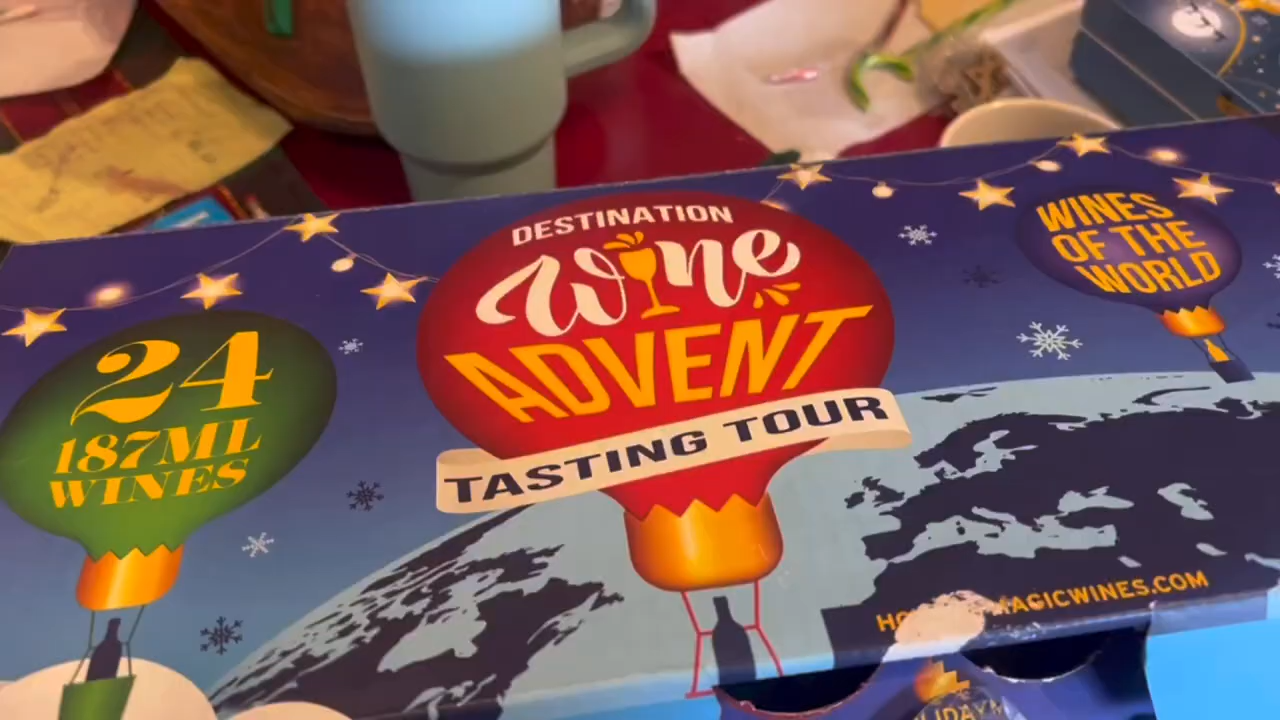 DESTINATION
Wine
ADVENT
TASTING TOUR
24
187ML
WINES
WINES
OF THE
WORLD